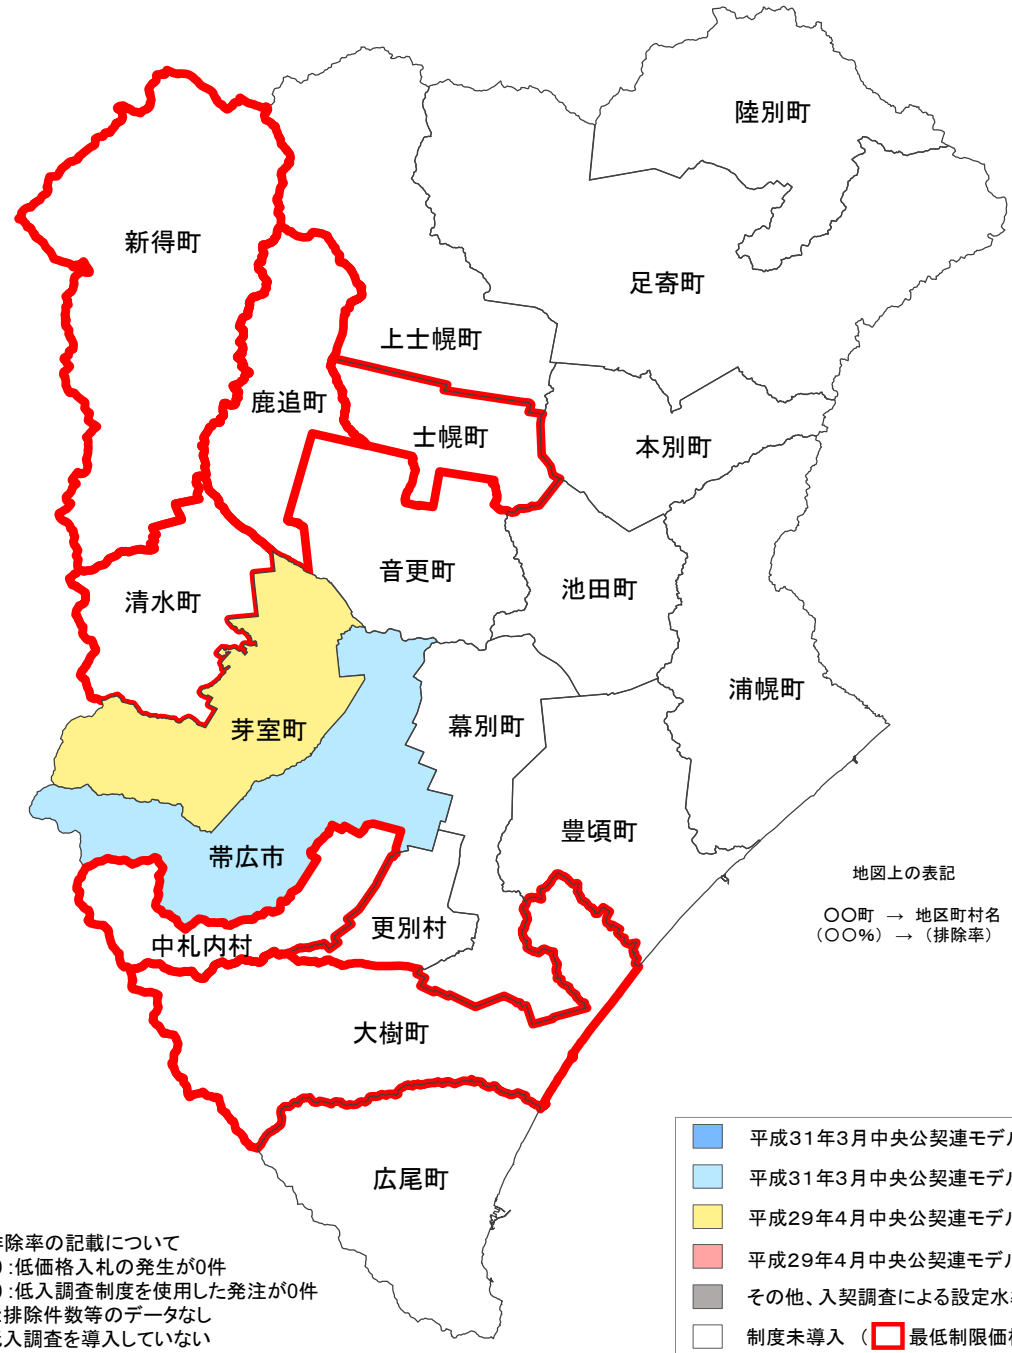 陸別町
新得町
足寄町
上士幌町
鹿追町
士幌町
本別町
音更町
池田町
清水町
浦幌町
芽室町
幕別町
豊頃町
帯広市
地図上の表記
〇〇町 → 地区町村名
(〇〇%) → (排除率)
更別村
中札内村
大樹町
広尾町
平成31年3月中央公契連モデル
平成31年3月中央公契連モデル
平成29年4月中央公契連モデル
平成29年4月中央公契連モデル
その他、入契調査による設定水
制度未導入 ( 最低制限価
除率の記載について
):低価格入札の発生が0件
):低入調査制度を使用した発注が0件
:排除件数等のデータなし
入調査を導入していない